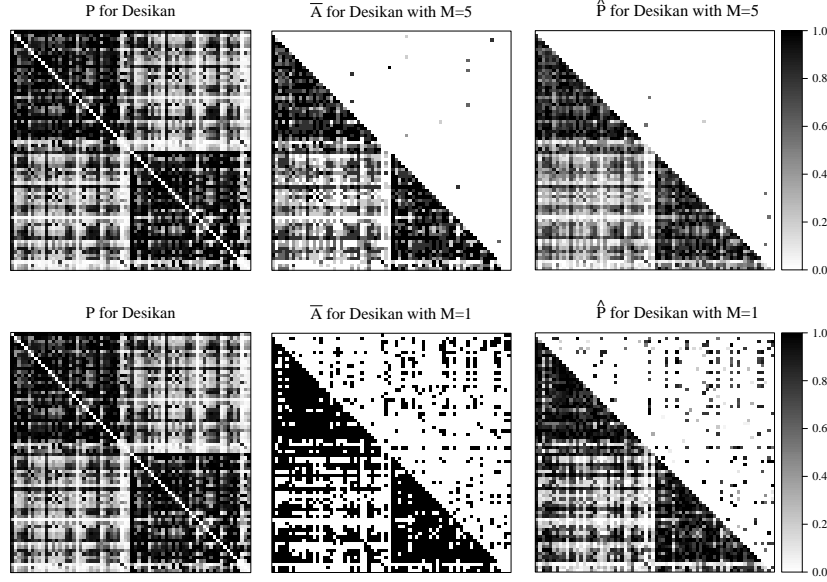 P for Desikan
A̅ for Desikan with M=5
P̂ for Desikan with M=5
1.0
0.8
0.6
0.4
0.2
0.0
P for Desikan
A̅ for Desikan with M=1
P̂ for Desikan with M=1
1.0
0.8
0.6
0.4
0.2
0.0